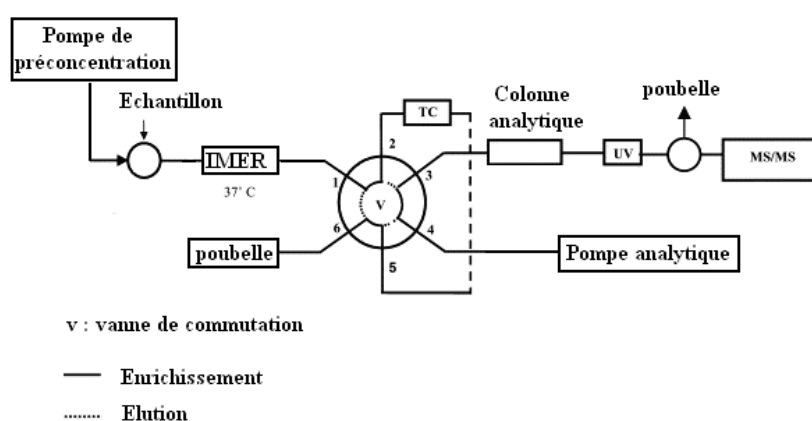 Pompe de
préconcentration
Echantillon
IMER
37° C
TC
Colonne
analytique
UV
poubelle
MS/MS
1
2
3
V
6
4
5
poubelle
Pompe analytique
v : vanne de commutation
Enrichissement
Elution